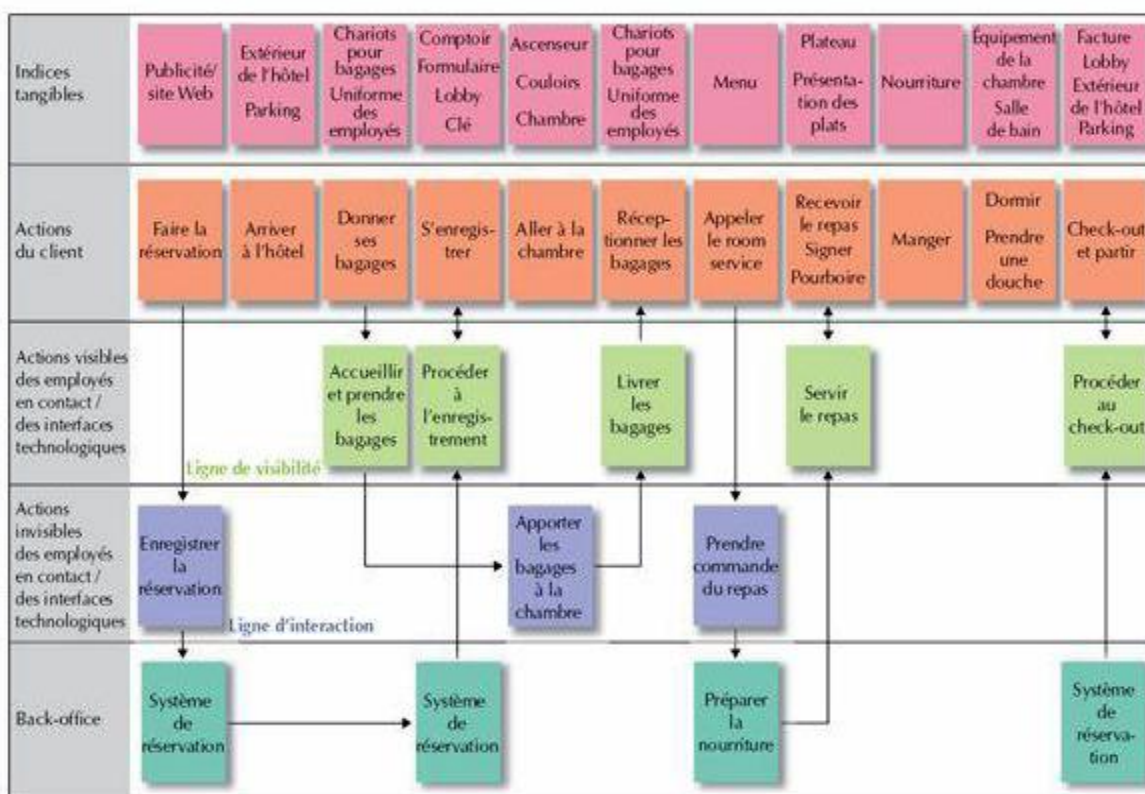 Indices
tangibles
Publicité/
site Web
Extérieur
de l'hôtel
Parking
Chariots
pour
bagages
Uniforme
des
employés
Comptoir
Formulaire
Lobby
Clé
Ascenseur
Couloirs
Chambre
Chariots
pour
bagages
Uniforme
des
employés
Menu
Plateau
Présenta-
tion des
plats
Nourriture
Équipement
de la
chambre
Salle
de bain
Facture
Lobby
Extérieur
de l'hôtel
Parking
Actions
du client
Faire la
réservation
Arriver
à l'hôtel
Donner
ses
bagages
S'enregis-
trer
Aller à la
chambre
Récep-
tionner les
bagages
Appeler
le room
service
Recevoir
le repas
Signer
Pourboire
Manger
Dormir
Prendre
une
douche
Check-out
et partir
Actions visibles
des employés
en contact /
des interfaces
technologiques
Accueillir
et prendre
les
bagages
Procéder
à
l'enregis-
trement
Livrer
les
bagages
Servir
le repas
Procéder
au
check-out
Ligne de visibilité
Actions
invisibles
des employés
en contact /
des interfaces
technologiques
Enregistrer
la
réservation
Apporter
les
bagages
à la
chambre
Prendre
commande
du repas
Ligne d'interaction
Back-office
Système
de
réservation
Système
de
réservation
Préparer
la
nourriture
Système
de
réserva-
tion